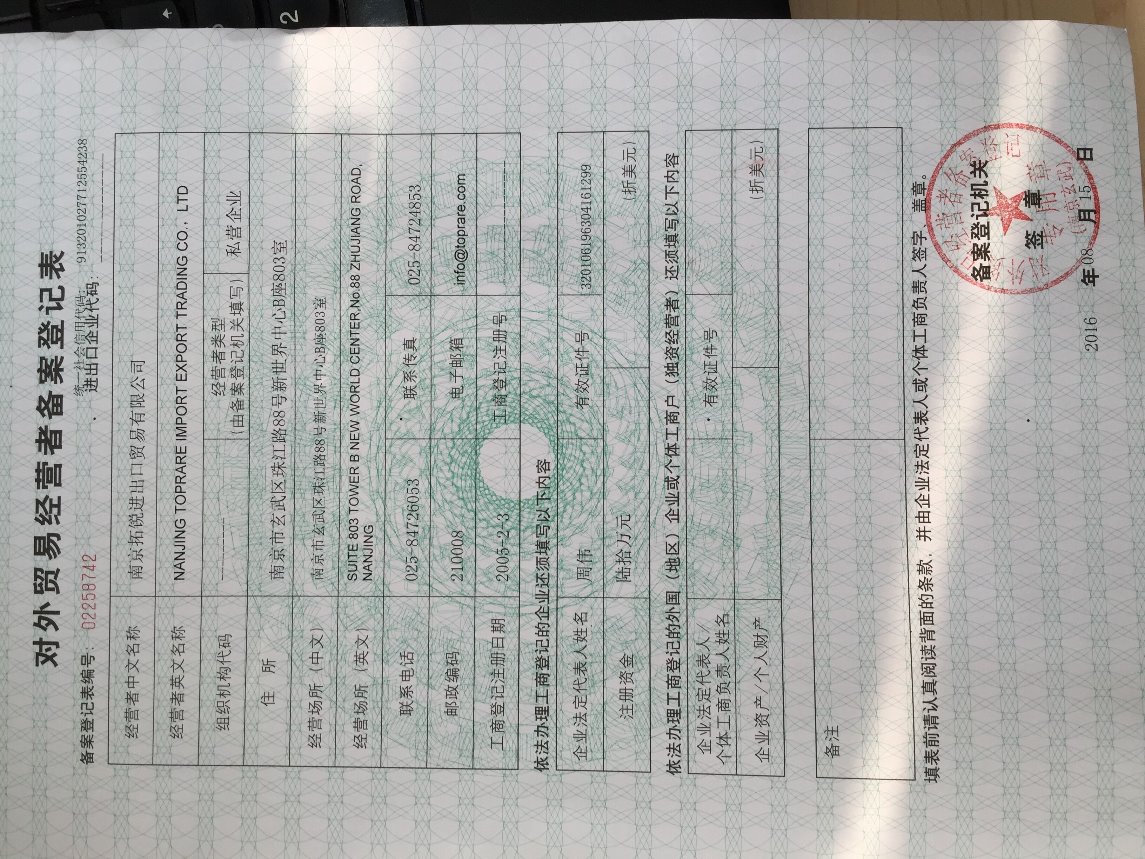 对外贸易经营者备案登记表
统一社会信用代码: 913201027712554238
备案登记表编号: 02258742 进出口企业代码:
经营者中文名称 南京拓锐进出口贸易有限公司
经营者英文名称 NANJING TOPRARE IMPORT EXPORT TRADING CO., LTD
组织机构代码 经营者类型 (由备案登记机关填写) 私营企业
住 所 南京市玄武区珠江路88号新世界中心B座803室
经营场所(中文) 南京市玄武区珠江路88号新世界中心B座803室
经营场所(英文) SUITE 803 TOWER B NEW WORLD CENTER,No.88 ZHUJIANG ROAD,
NANJING
联系电话 025-84726053 联系传真 025-84724853
邮政编码 210008 电子邮箱 info@toprare.com
工商登记注册日期 2005-2-3 工商登记注册号
依法办理工商登记的企业还须填写以下内容
企业法定代表人姓名 周伟 有效证件号 320106196304161299
注册资金 陆拾万元 (折美元)
依法办理工商登记的外国(地区)企业或个体工商户(独资经营者)还须填写以下内容
企业法定代表人/
个体工商负责人姓名 有效证件号
企业资产/个人财产 (折美元)
备注
填表前请认真阅读背面的条款,并由企业法定代表人或个体工商负责人签字、盖章。
备案登记机关
签 章
专用章
(南京玄武)
2016 年 08 月 15 日
2